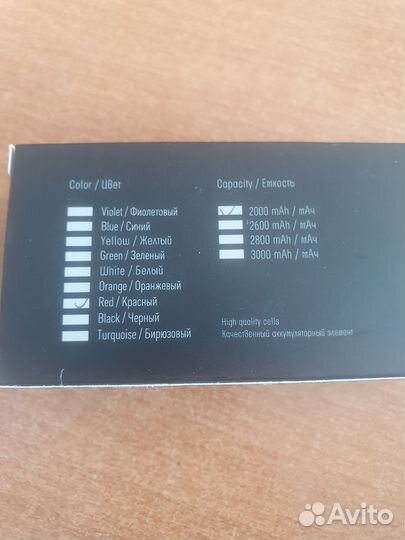 Color / Цвет
Violet / Фиолетовый
Blue / Синий
Yellow / Желтый
Green / Зеленый
White / Белый
Orange / Оранжевый
Red / Красный
Black / Черный
Turquoise / Бирюзовый
Capacity / Емкость
2000 mAh / мАч
2600 mAh / мАч
2800 mAh / мАч
3000 mAh / мАч
High quality cells
Качественный аккумуляторный элемент
Avito